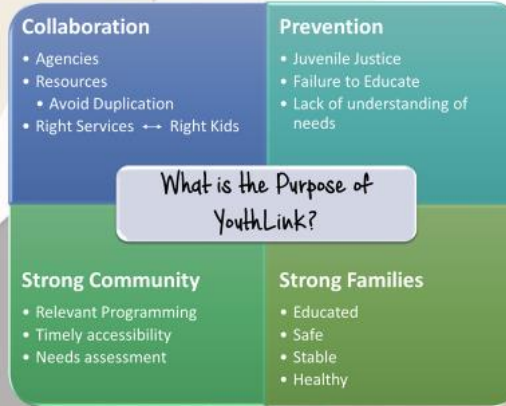 Collaboration
• Agencies
• Resources
• Avoid Duplication
• Right Services ↔ Right Kids
Prevention
• Juvenile Justice
• Failure to Educate
• Lack of understanding of
needs
What is the Purpose of
YouthLink?
Strong Community
• Relevant Programming
• Timely accessibility
• Needs assessment
Strong Families
• Educated
• Safe
• Stable
• Healthy